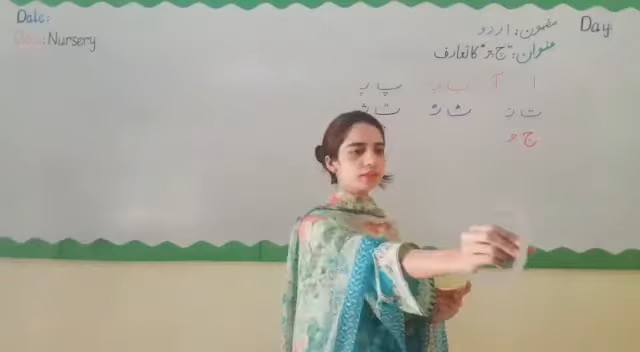 Date:
Day
مضمون: اردو
Class: Nursery
عنوان: "ج ﺟ" کا تعارف
ا آ ب ﺑ پ ﭘ
ت ﺗ ٹ ﭨ ث ﺛ
ج ﺟ